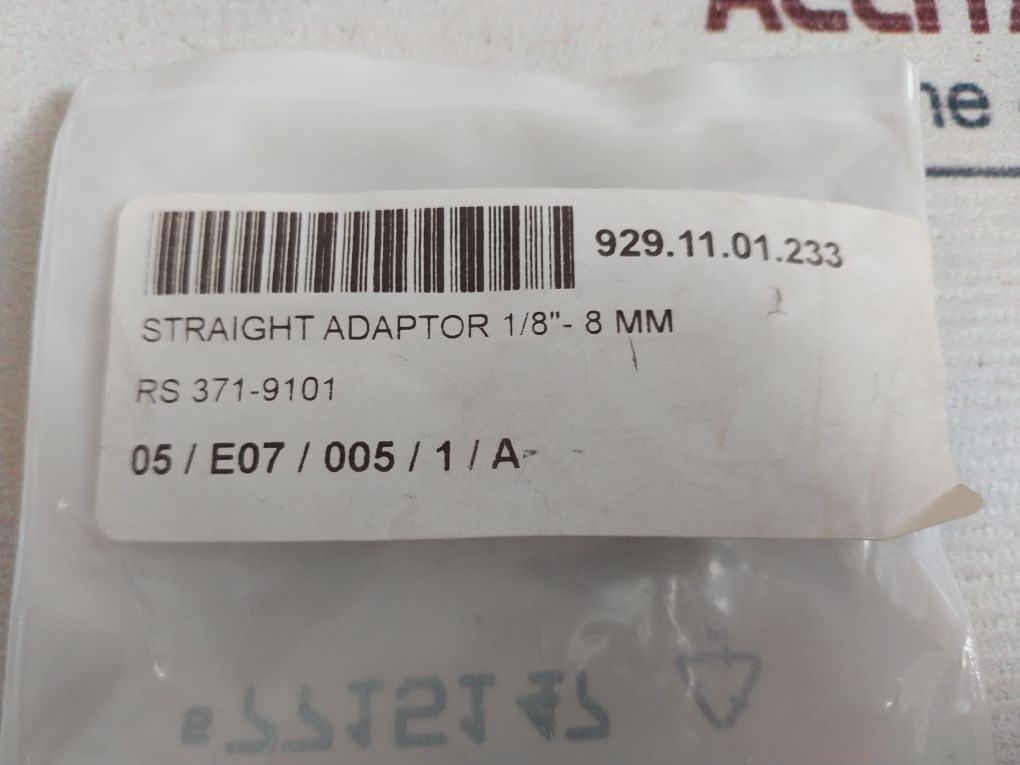 929.11.01.233
STRAIGHT ADAPTOR 1/8"- 8 MM
RS 371-9101
05 / E07 / 005 / 1 / A-